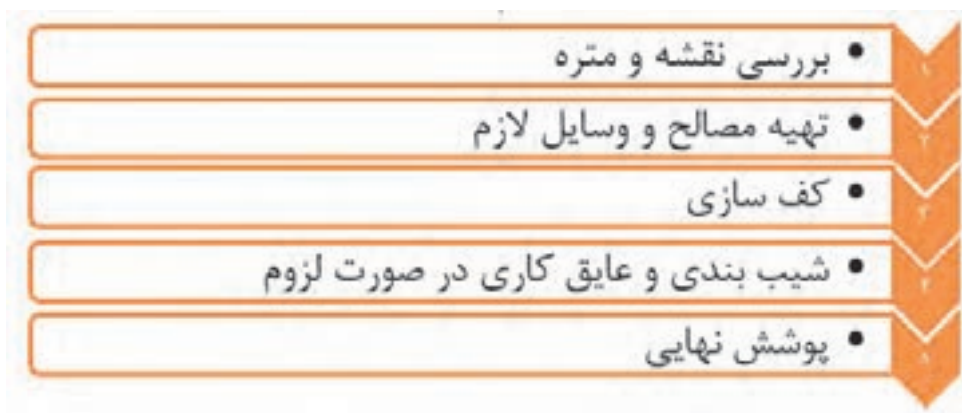 • بررسی نقشه و متره
• تهیه مصالح و وسایل لازم
• کف سازی
• شیب بندی و عایق کاری در صورت لزوم
• پوشش نهایی